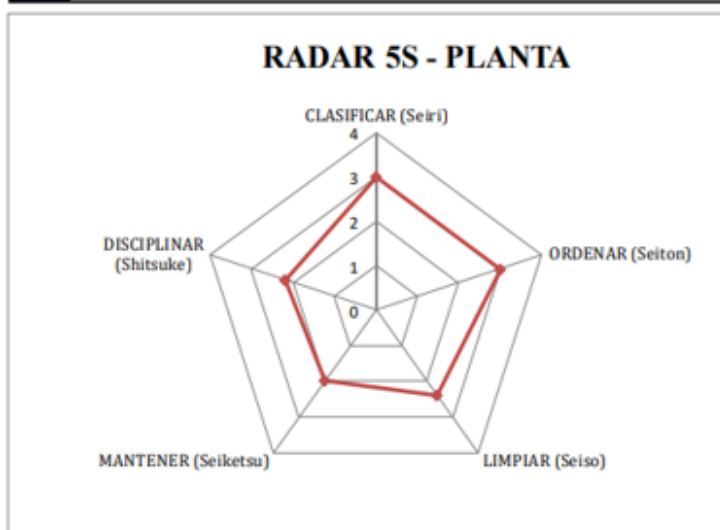 RADAR 5S - PLANTA
CLASIFICAR (Seiri)
4
3
2
1
0
ORDENAR (Seiton)
LIMPIAR (Seiso)
MANTENER (Seiketsu)
DISCIPLINAR
(Shitsuke)